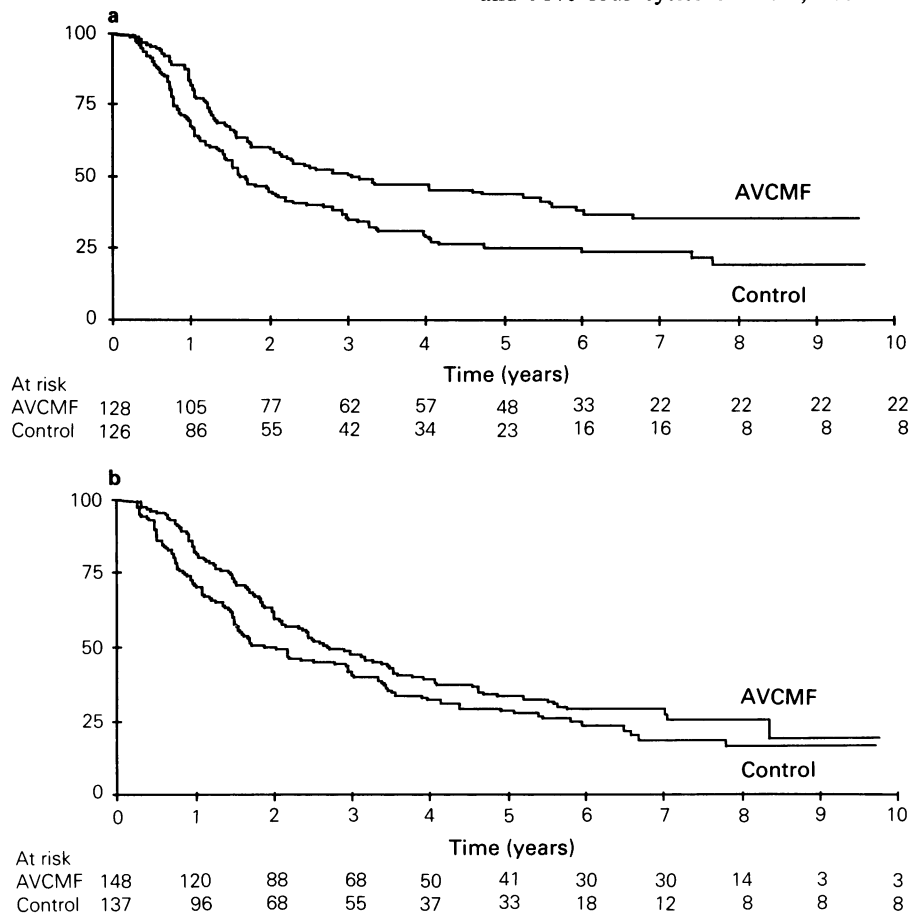 a
100
75
50
25
0
AVCMF
Control
0 1 2 3 4 5 6 7 8 9 10
Time (years)
At risk
AVCMF 128 105 77 62 57 48 33 22 22 22 22
Control 126 86 55 42 34 23 16 16 8 8 8
b
100
75
50
25
0
AVCMF
Control
0 1 2 3 4 5 6 7 8 9 10
Time (years)
At risk
AVCMF 148 120 88 68 50 41 30 30 14 3 3
Control 137 96 68 55 37 33 18 12 8 8 8